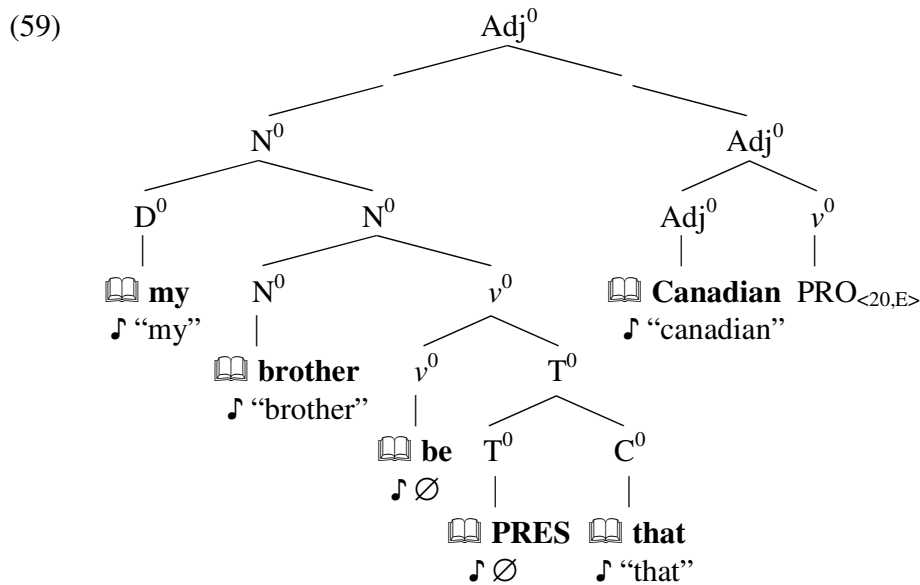 (59)
Adj⁰
N⁰ Adj⁰
D⁰ N⁰ Adj⁰ v⁰
🕮 my N⁰ v⁰ 🕮 Canadian PRO<20,E>
♪ “my” ♪ “canadian”
🕮 brother v⁰ T⁰
♪ “brother”
🕮 be T⁰ C⁰
♪ ∅
🕮 PRES 🕮 that
♪ ∅ ♪ “that”